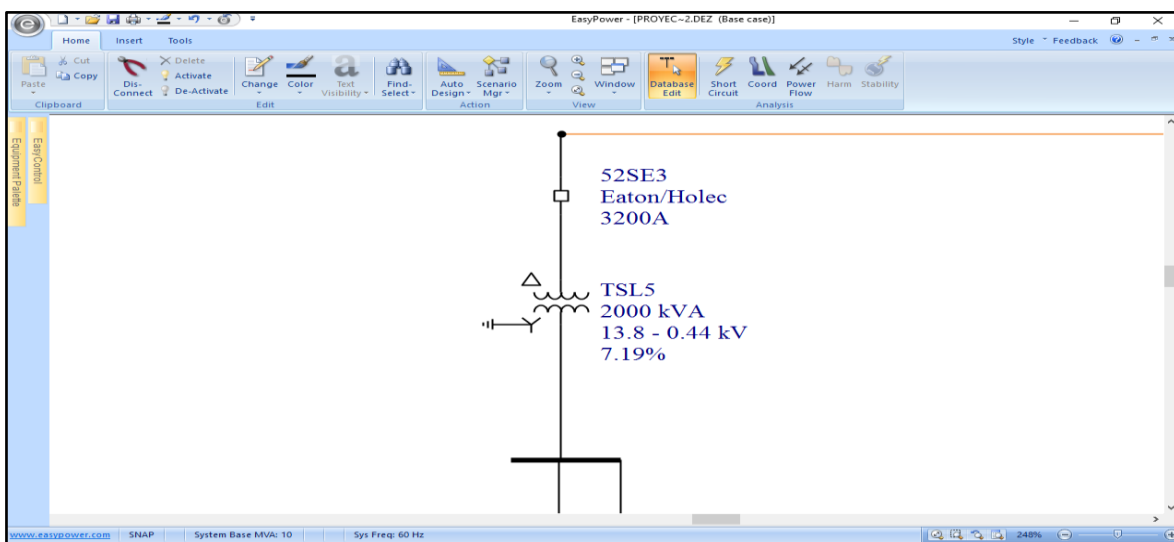 EasyPower - [PROYEC~2.DEZ (Base case)]
Home Insert Tools Style Feedback
Paste Cut Copy
Dis-Connect Delete Activate De-Activate
Change Color Text Visibility Find-Select
Auto Design Scenario Mgr
Zoom Window
Database Edit Short Circuit Coord Power Flow Harm Stability
Clipboard Edit Action View Analysis
EasyControl
Equipment Palette
52SE3
Eaton/Holec
3200A
TSL5
2000 kVA
13.8 - 0.44 kV
7.19%
www.easypower.com SNAP System Base MVA: 10 Sys Freq: 60 Hz 248%